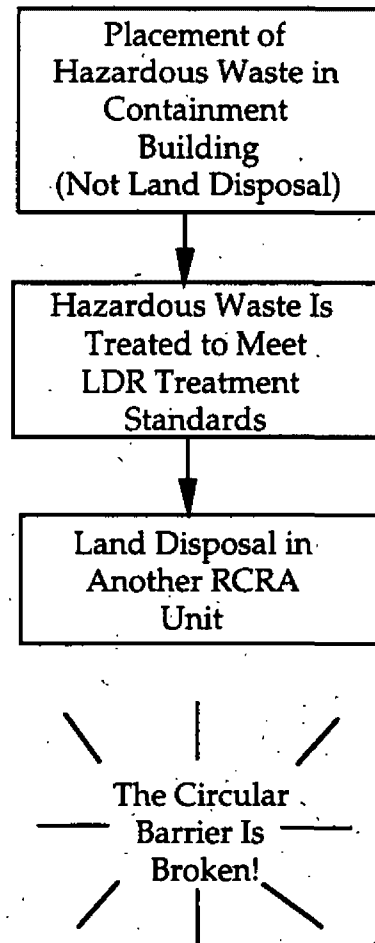 Placement of
Hazardous Waste in
Containment
Building
(Not Land Disposal)
Hazardous Waste Is
Treated to Meet
LDR Treatment
Standards
Land Disposal in
Another RCRA
Unit
The Circular
Barrier Is
Broken!